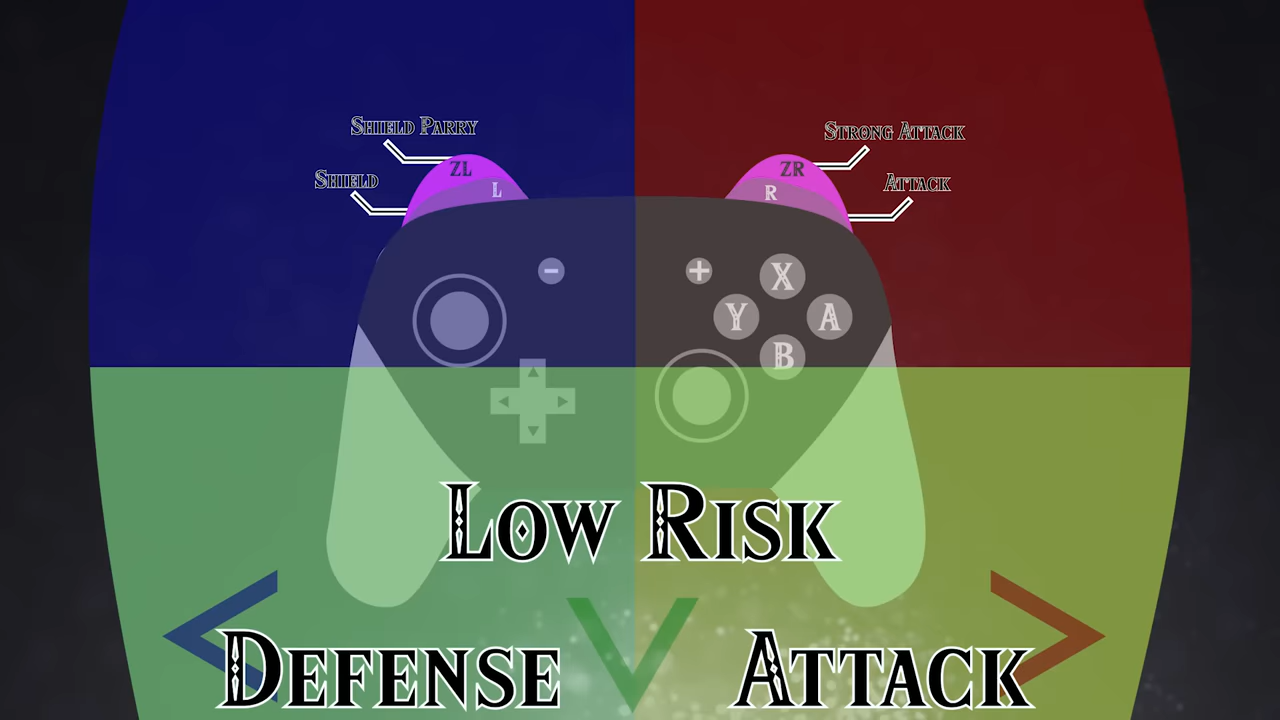 Shield Parry
Strong Attack
Shield
Attack
ZL
ZR
L
R
X
Y
A
B
Low Risk
Defense
Attack